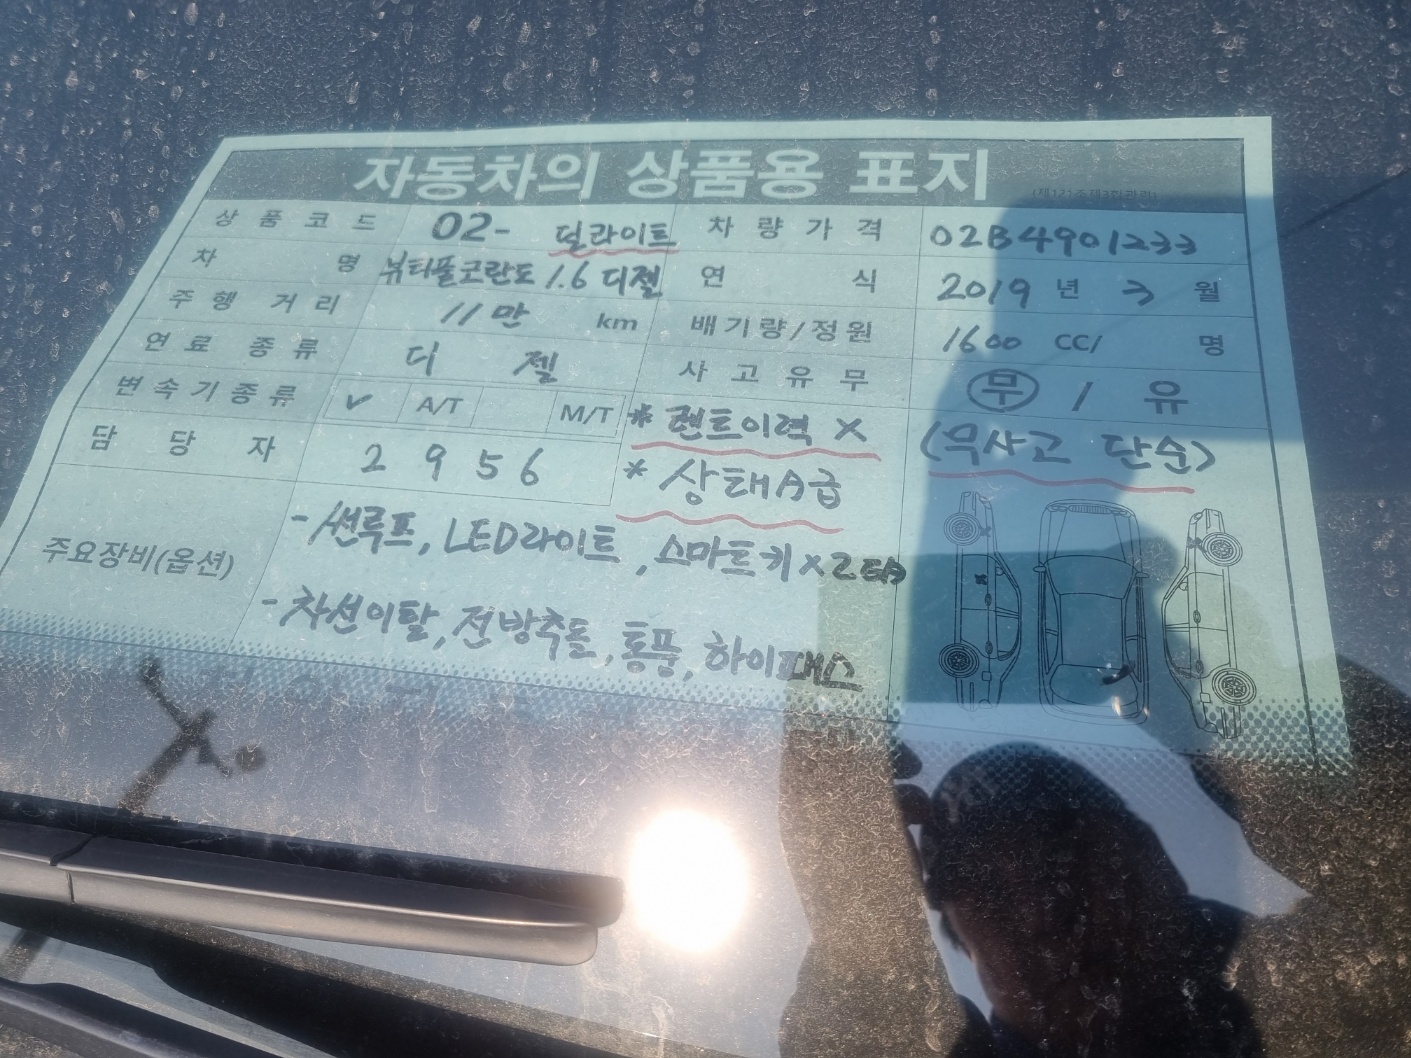 자동차의 상품용 표지
상품코드 02- 딜라이트 차량가격 02B4901233
차명 뷰티풀코란도 1.6 디젤 연식 2019년 3월
주행거리 11만 km 배기량/정원 1600 CC/ 명
연료종류 디젤 사고유무 무 / 유
변속기종류 ✓ A/T M/T * 렌트이력 X (무사고 단순)
담당자 2956 * 상태A급
주요장비(옵션) - 썬루프, LED라이트, 스마트키x2
- 차선이탈, 전방추돌, 통풍, 하이패스